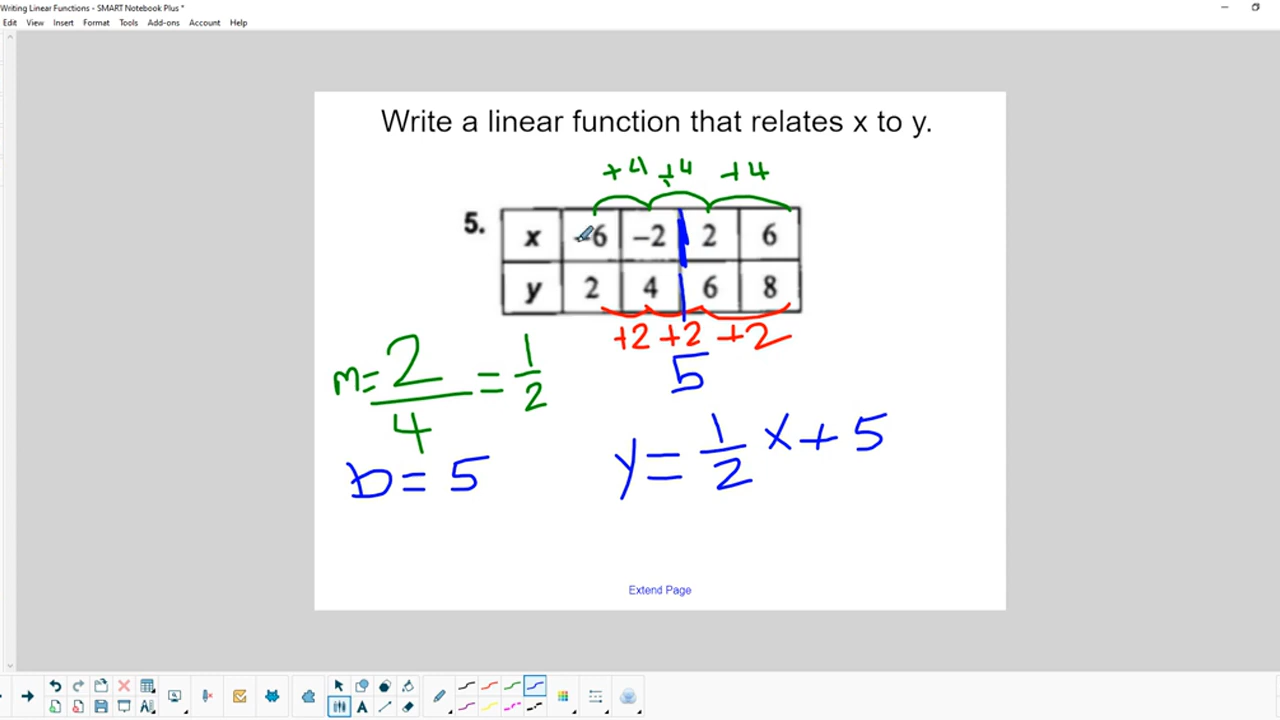 Writing Linear Functions - SMART Notebook Plus *
Edit View Insert Format Tools Add-ons Account Help
Write a linear function that relates x to y.
+4 +4 +4
5.
x -6 -2 2 6
y 2 4 6 8
+2 +2 +2
5
m= 2/4 = 1/2
y= 1/2 x + 5
b= 5
Extend Page